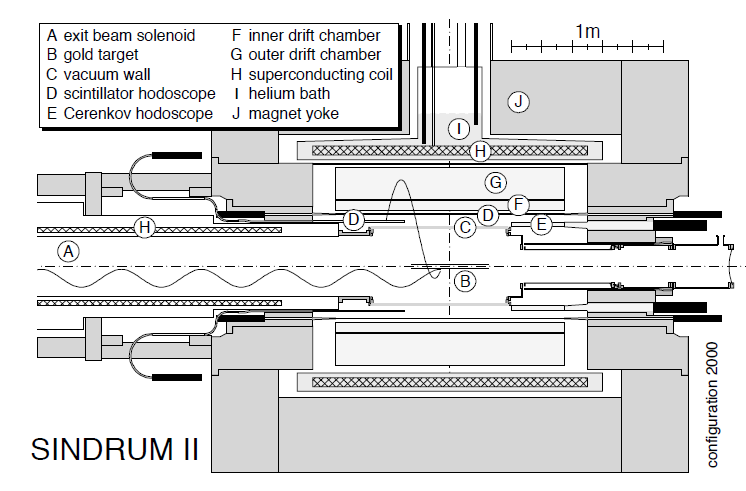 A exit beam solenoid
B gold target
C vacuum wall
D scintillator hodoscope
E Cerenkov hodoscope
F inner drift chamber
G outer drift chamber
H superconducting coil
I helium bath
J magnet yoke
1m
J
I
H
G
F
D
D
E
H
C
A
B
configuration 2000
SINDRUM II